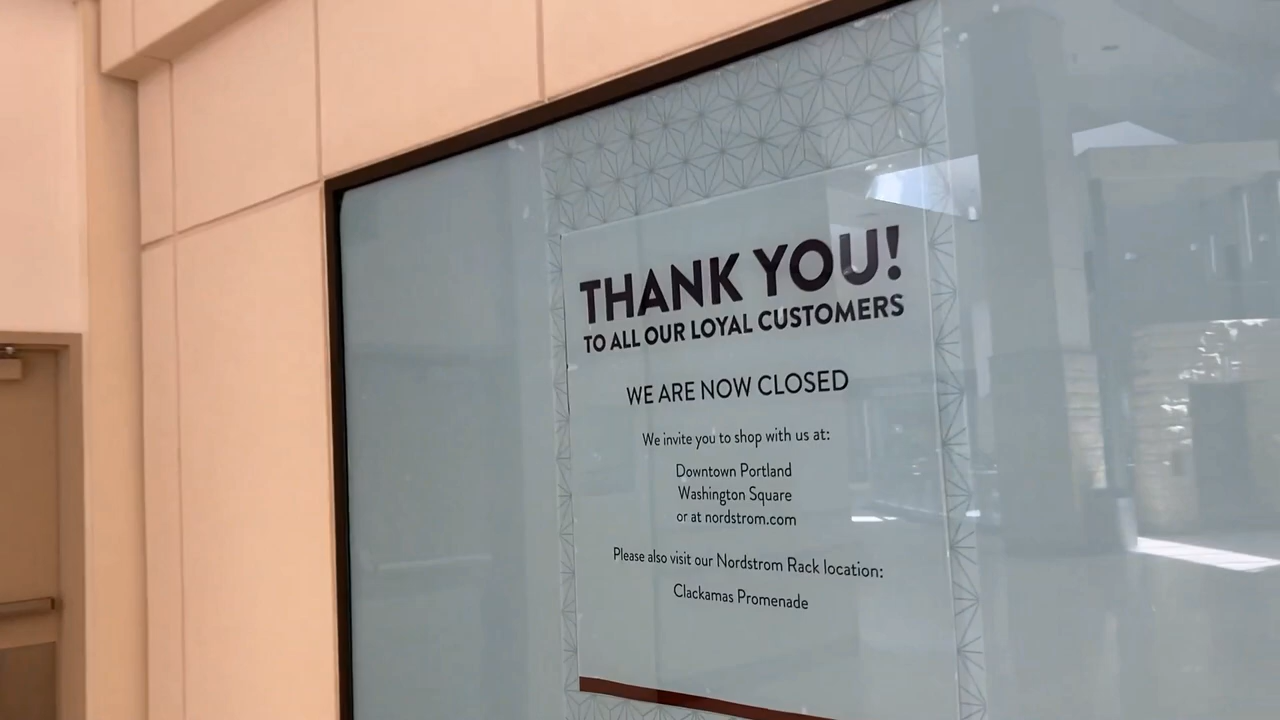 THANK YOU!
TO ALL OUR LOYAL CUSTOMERS
WE ARE NOW CLOSED
We invite you to shop with us at:
Downtown Portland
Washington Square
or at nordstrom.com
Please also visit our Nordstrom Rack location:
Clackamas Promenade